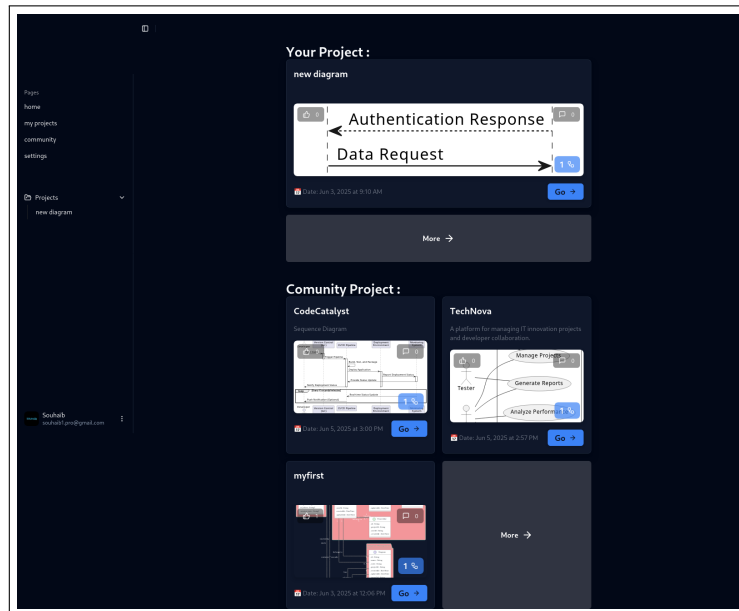 Your Project :
new diagram
0
0
Authentication Response
Data Request
1
Date: Jun 3, 2025 at 9:10 AM
Go →
More →
Pages
home
my projects
community
settings
Projects
new diagram
Souhaib
souhaib1.pro@gmail.com
Comunity Project :
CodeCatalyst
Sequence Diagram
0
1
Date: Jun 5, 2025 at 3:00 PM
Go →
TechNova
A platform for managing IT innovation projects
and developer collaboration.
0
0
Manage Projec
Tester
Generate Reports
Analyze Perform
1
Date: Jun 5, 2025 at 2:57 PM
Go →
myfirst
0
1
Date: Jun 3, 2025 at 12:06 PM
Go →
More →